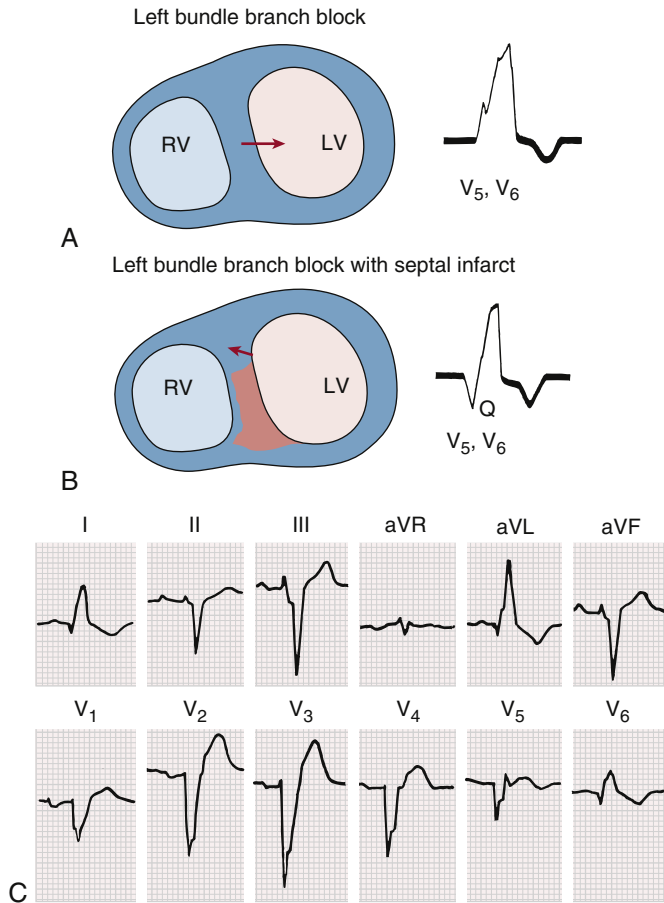 Left bundle branch block
RV
LV
V5, V6
A
Left bundle branch block with septal infarct
RV
LV
Q
V5, V6
B
I II III aVR aVL aVF
V1 V2 V3 V4 V5 V6
C